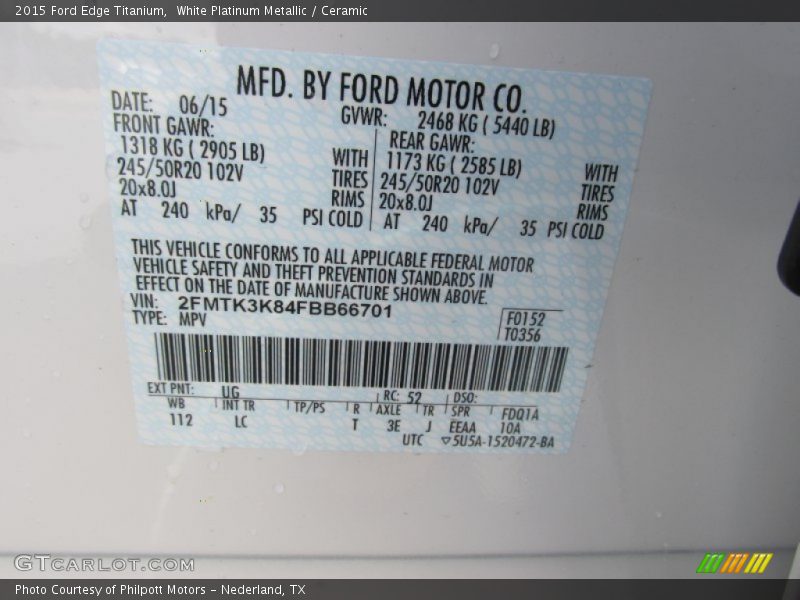 2015 Ford Edge Titanium, White Platinum Metallic / Ceramic
MFD. BY FORD MOTOR CO.
DATE: 06/15 GVWR: 2468 KG ( 5440 LB)
FRONT GAWR: REAR GAWR:
1318 KG ( 2905 LB) WITH 1173 KG ( 2585 LB) WITH
245/50R20 102V TIRES 245/50R20 102V TIRES
20x8.0J RIMS 20x8.0J RIMS
AT 240 kPa/ 35 PSI COLD AT 240 kPa/ 35 PSI COLD
THIS VEHICLE CONFORMS TO ALL APPLICABLE FEDERAL MOTOR
VEHICLE SAFETY AND THEFT PREVENTION STANDARDS IN
EFFECT ON THE DATE OF MANUFACTURE SHOWN ABOVE.
VIN: 2FMTK3K84FBB66701
TYPE: MPV
F0152
T0356
EXT PNT: UG RC: 52 DSO:
WB INT TR TP/PS R AXLE TR SPR FDQ1A
112 LC T 3E J EEAA 10A
UTC ▽5U5A-1520472-BA
GTCARLOT.COM
Photo Courtesy of Philpott Motors – Nederland, TX